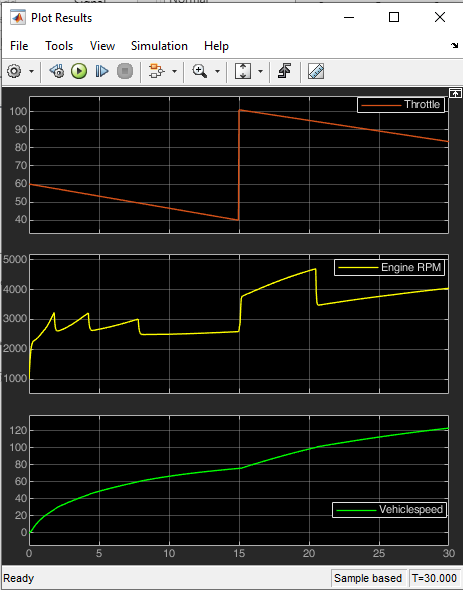 Plot Results
File Tools View Simulation Help
Throttle
100
90
80
70
60
50
40
Engine RPM
5000
4000
3000
2000
1000
120
100
80
60
40
20
0
Vehiclespeed
0 5 10 15 20 25 30
Ready Sample based T=30.000